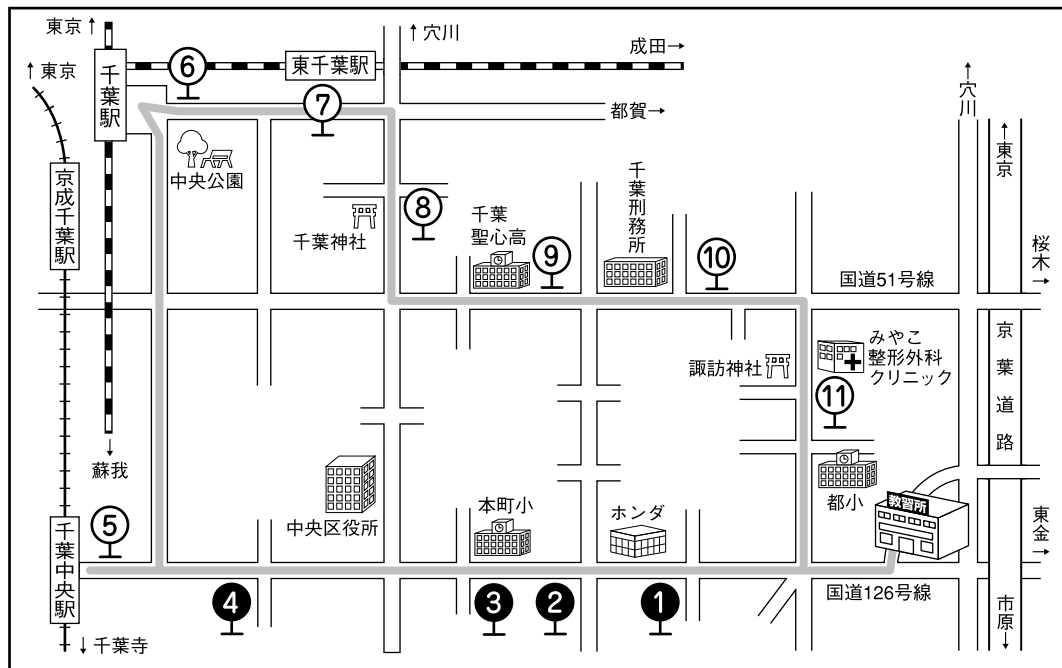 東京↑
↑穴川
成田→
↑東京
千葉駅
⑥
東千葉駅
↑穴川
⑦
都賀→
↑東京
京成千葉駅
中央公園
千葉神社
⑧
千葉
聖心高
⑨
千葉刑務所
⑩
国道51号線
桜木→
京葉道路
諏訪神社
みやこ
整形外科
クリニック
⑪
↓
蘇我
中央区役所
本町小
ホンダ
都小
教習所
東金→
千葉中央駅
⑤
❹
❸
❷
❶
国道126号線
市原↓
↓千葉寺